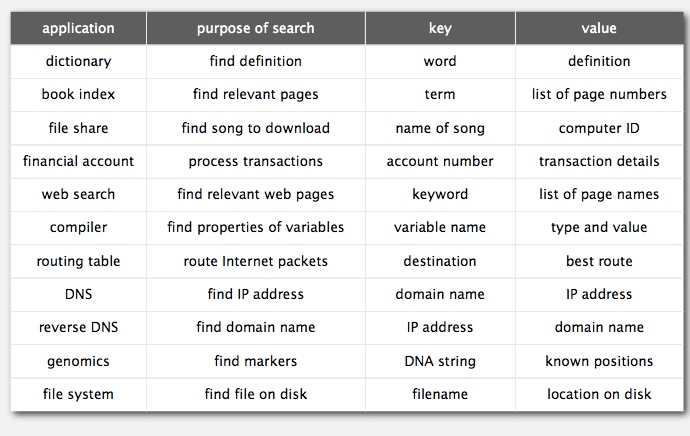 application purpose of search key value
dictionary find definition word definition
book index find relevant pages term list of page numbers
file share find song to download name of song computer ID
financial account process transactions account number transaction details
web search find relevant web pages keyword list of page names
compiler find properties of variables variable name type and value
routing table route Internet packets destination best route
DNS find IP address domain name IP address
reverse DNS find domain name IP address domain name
genomics find markers DNA string known positions
file system find file on disk filename location on disk